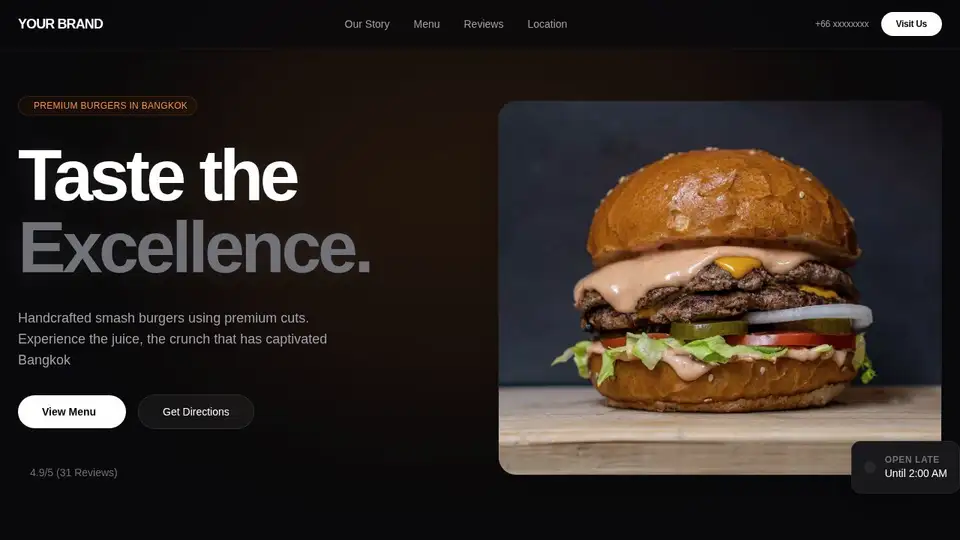 YOUR BRAND
Our Story
Menu
Reviews
Location
+66 xxxxxxxx
Visit Us
PREMIUM BURGERS IN BANGKOK
Taste the
Excellence.
Handcrafted smash burgers using premium cuts.
Experience the juice, the crunch that has captivated
Bangkok
View Menu
Get Directions
4.9/5 (31 Reviews)
OPEN LATE
Until 2:00 AM